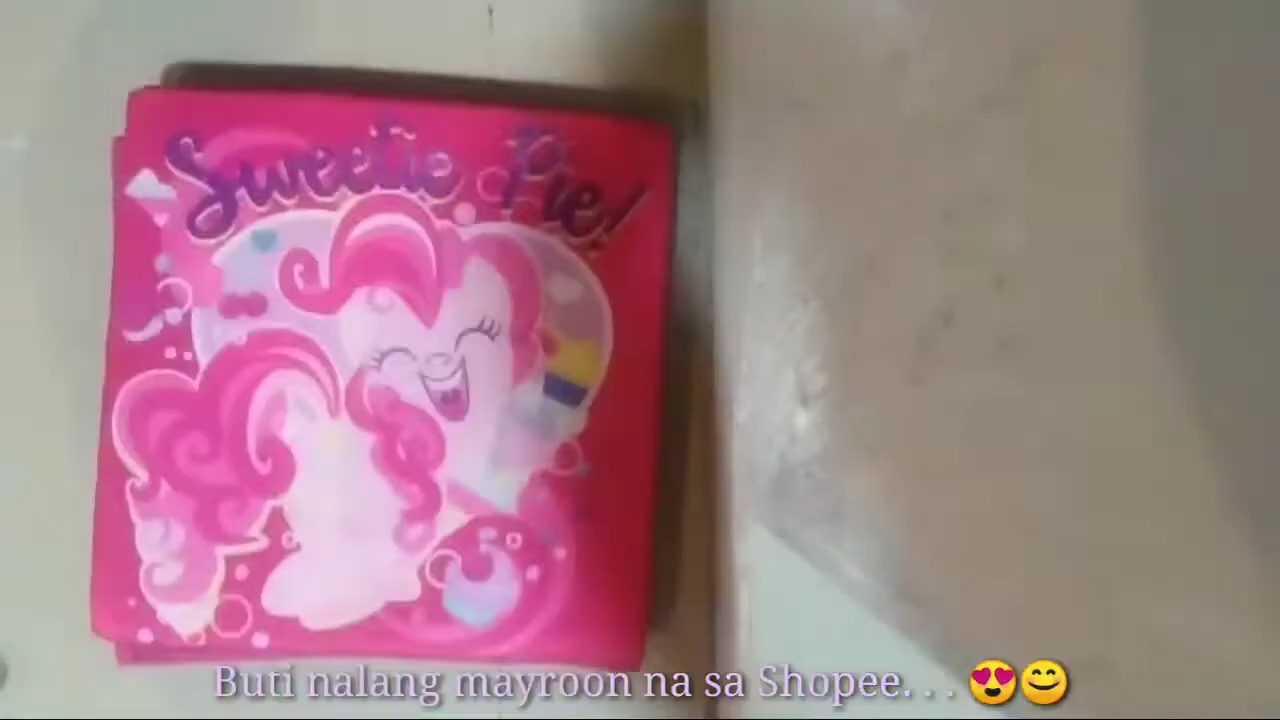 Sweetie Pie!
Buti nalang mayroon na sa Shopee. . . 😍😊